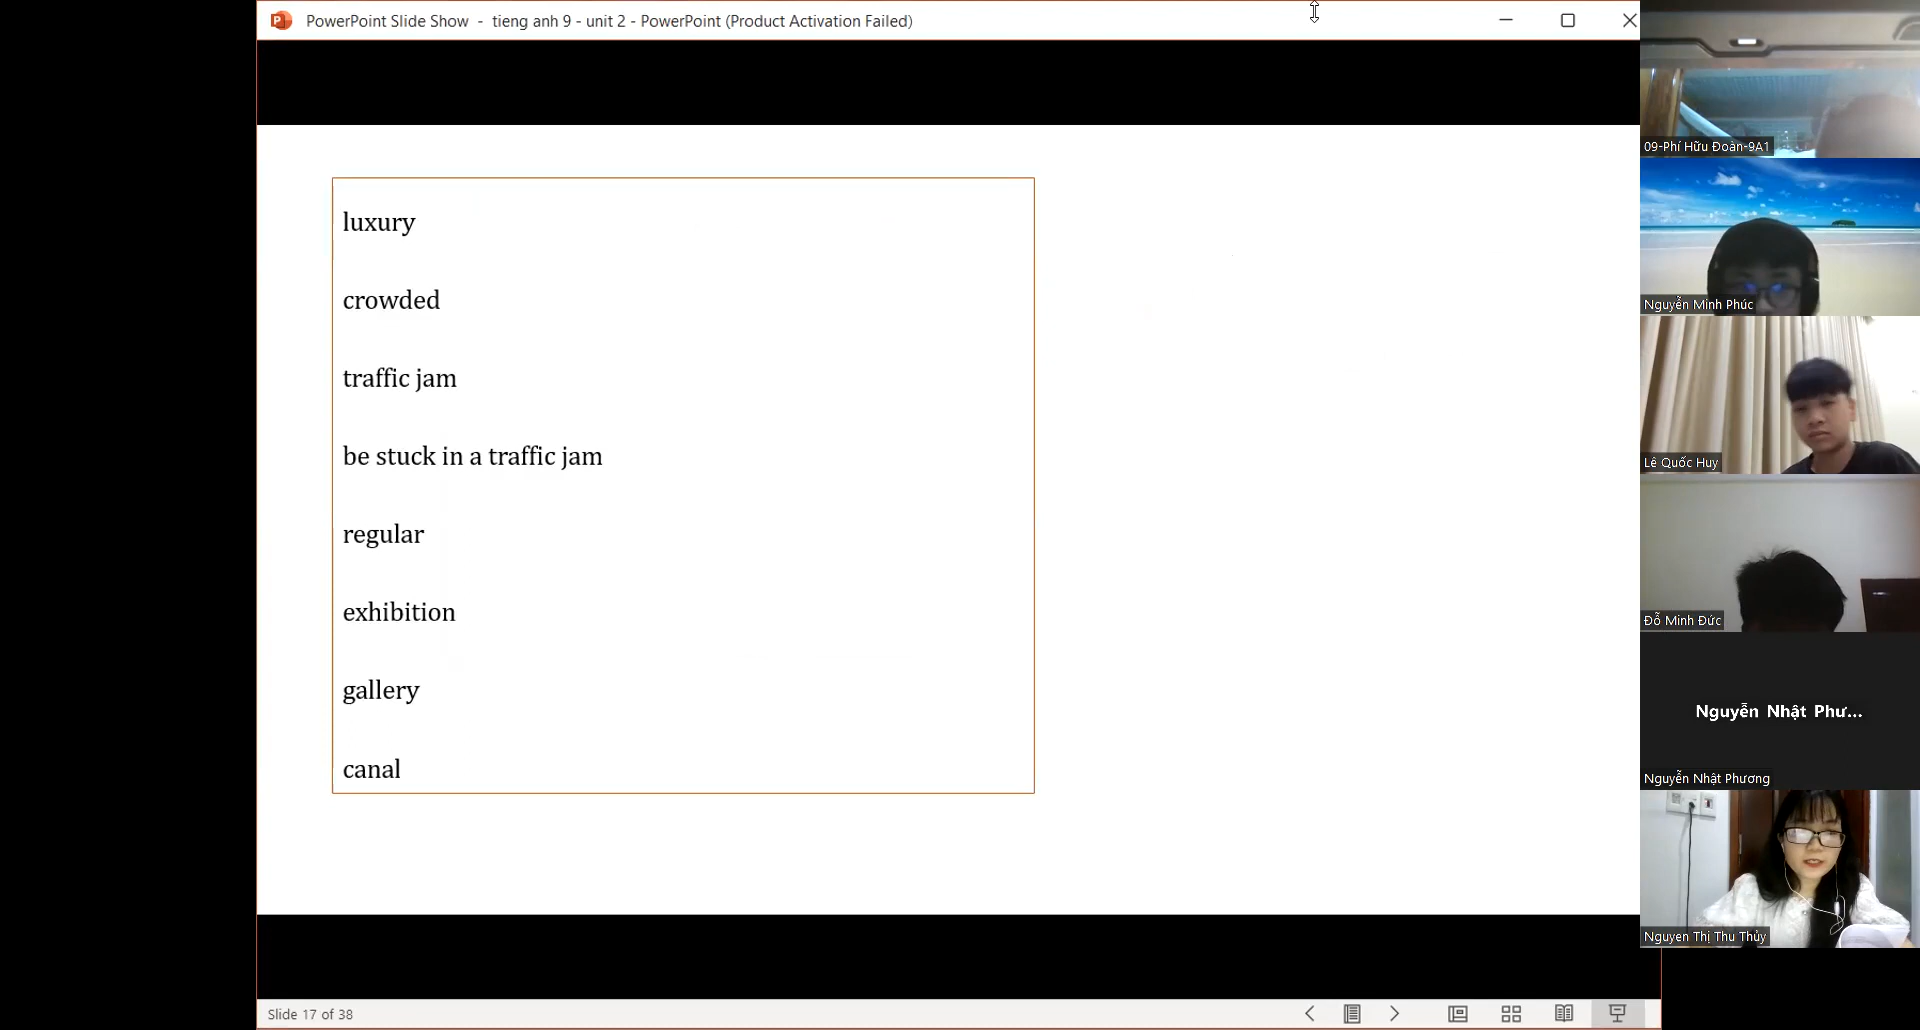 PowerPoint Slide Show - tieng anh 9 - unit 2 - PowerPoint (Product Activation Failed)
luxury
crowded
traffic jam
be stuck in a traffic jam
regular
exhibition
gallery
canal
Slide 17 of 38
09-Phí Hữu Đoàn-9A1
Nguyễn Minh Phúc
Lê Quốc Huy
Đỗ Minh Đức
Nguyễn Nhật Phư...
Nguyễn Nhật Phương
Nguyen Thị Thu Thủy